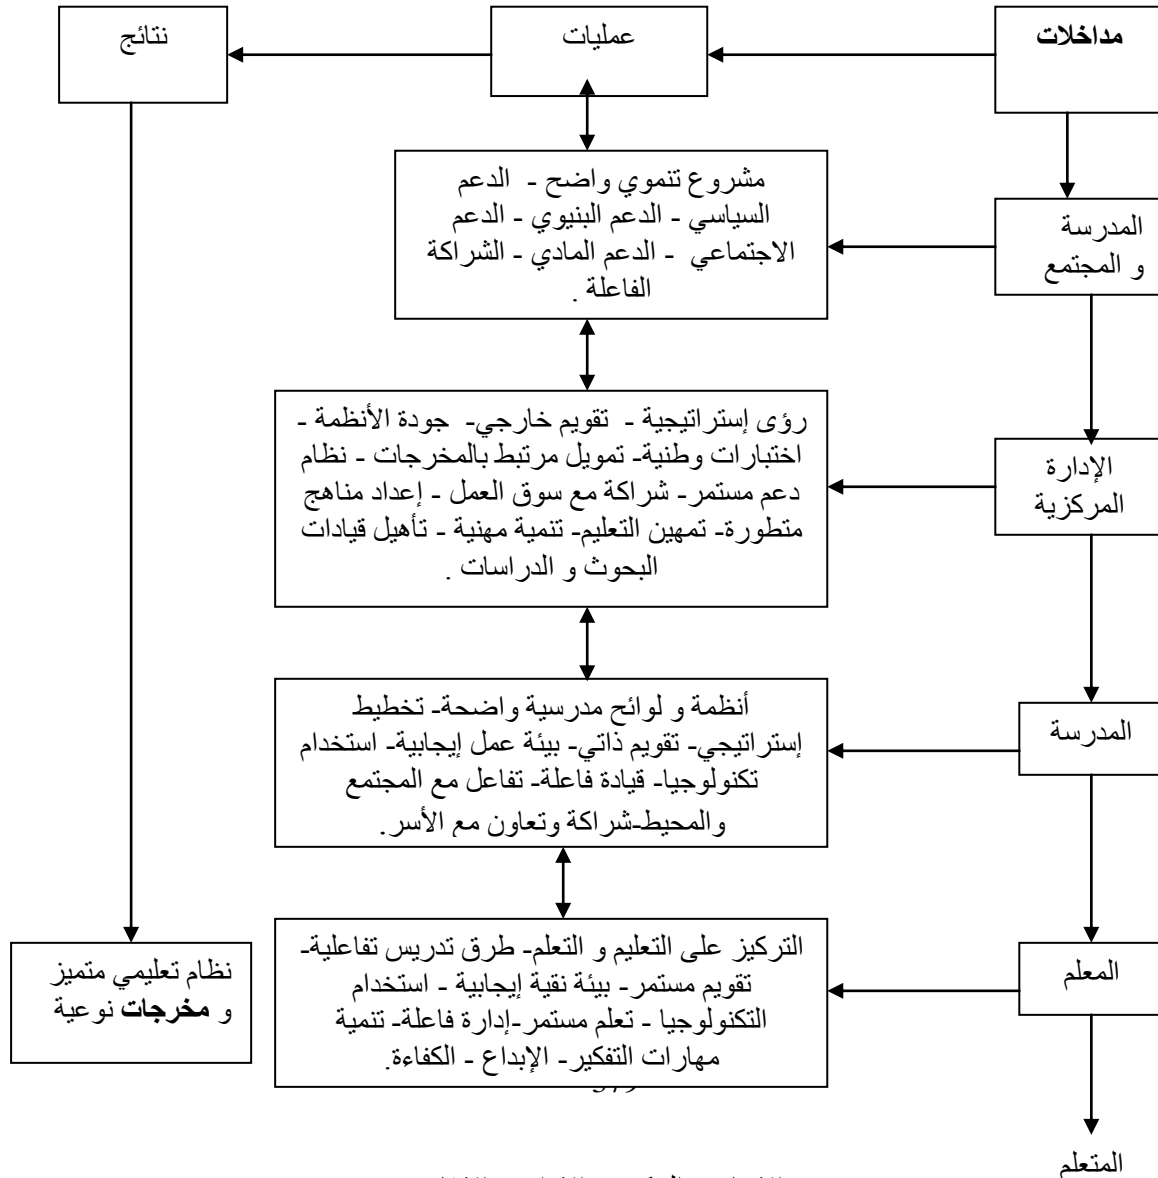 مداخلات
عمليات
نتائج
مشروع تنموي واضح - الدعم
السياسي - الدعم البنيوي - الدعم
الاجتماعي - الدعم المادي - الشراكة
الفاعلة .
المدرسة
و المجتمع
رؤى إستراتيجية - تقويم خارجي- جودة الأنظمة -
اختبارات وطنية- تمويل مرتبط بالمخرجات - نظام
دعم مستمر- شراكة مع سوق العمل - إعداد مناهج
متطورة- تمهين التعليم- تنمية مهنية - تأهيل قيادات
البحوث و الدراسات .
الإدارة
المركزية
أنظمة و لوائح مدرسية واضحة- تخطيط
إستراتيجي- تقويم ذاتي- بيئة عمل إيجابية- استخدام
تكنولوجيا- قيادة فاعلة- تفاعل مع المجتمع
والمحيط-شراكة وتعاون مع الأسر.
المدرسة
التركيز على التعليم و التعلم- طرق تدريس تفاعلية-
تقويم مستمر- بيئة نقية إيجابية - استخدام
التكنولوجيا - تعلم مستمر-إدارة فاعلة- تنمية
مهارات التفكير- الإبداع - الكفاءة.
المعلم
نظام تعليمي متميز
و مخرجات نوعية
المتعلم